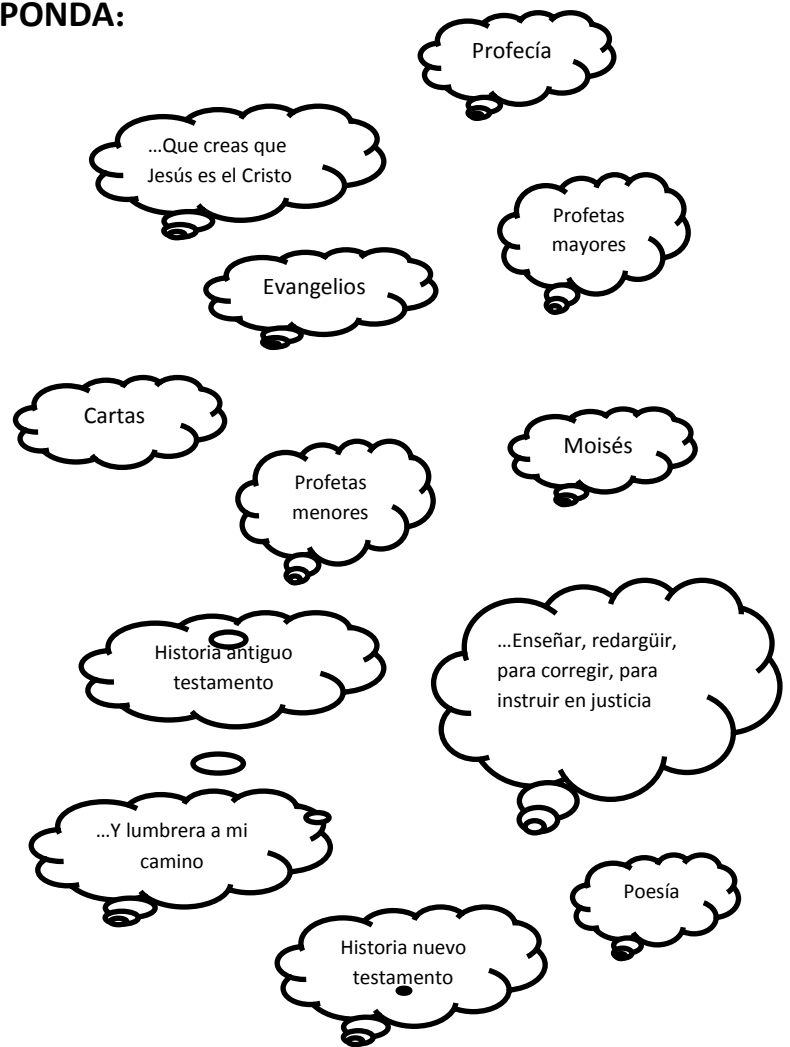 PONDA:
Profecía
...Que creas que
Jesús es el Cristo
Profetas
mayores
Evangelios
Cartas
Moisés
Profetas
menores
Historia antiguo
testamento
...Enseñar, redargüir,
para corregir, para
instruir en justicia
...Y lumbrera a mi
camino
Poesía
Historia nuevo
testamento